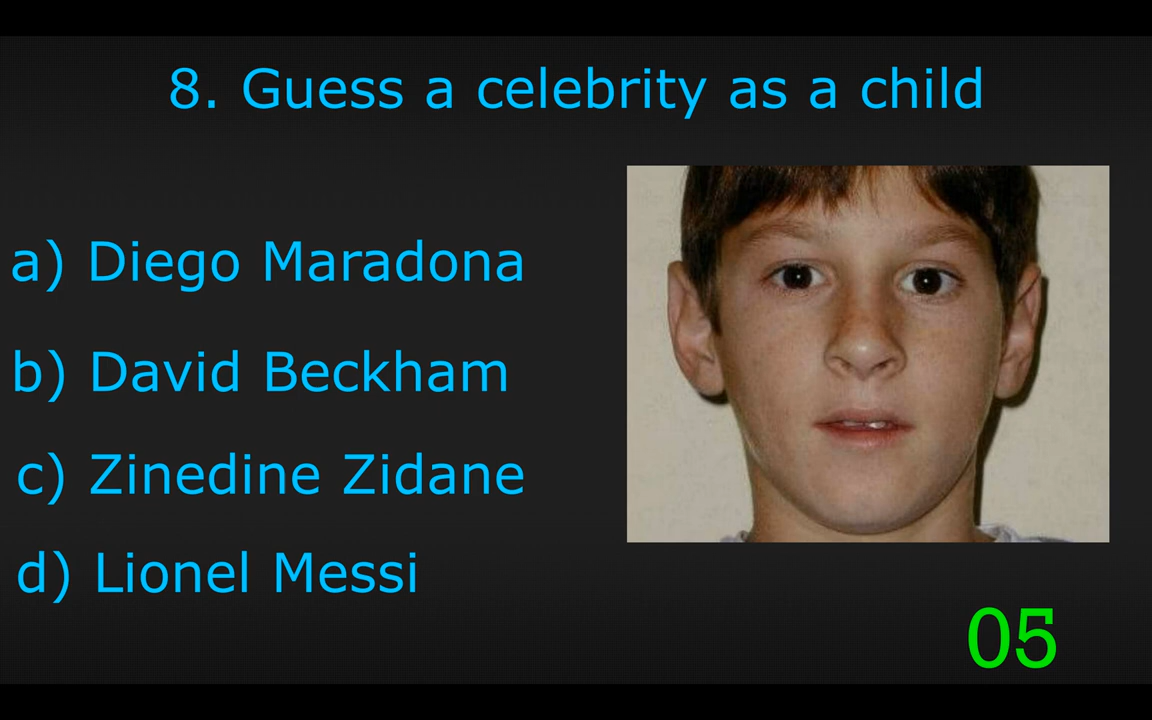 8. Guess a celebrity as a child
a) Diego Maradona
b) David Beckham
c) Zinedine Zidane
d) Lionel Messi
05